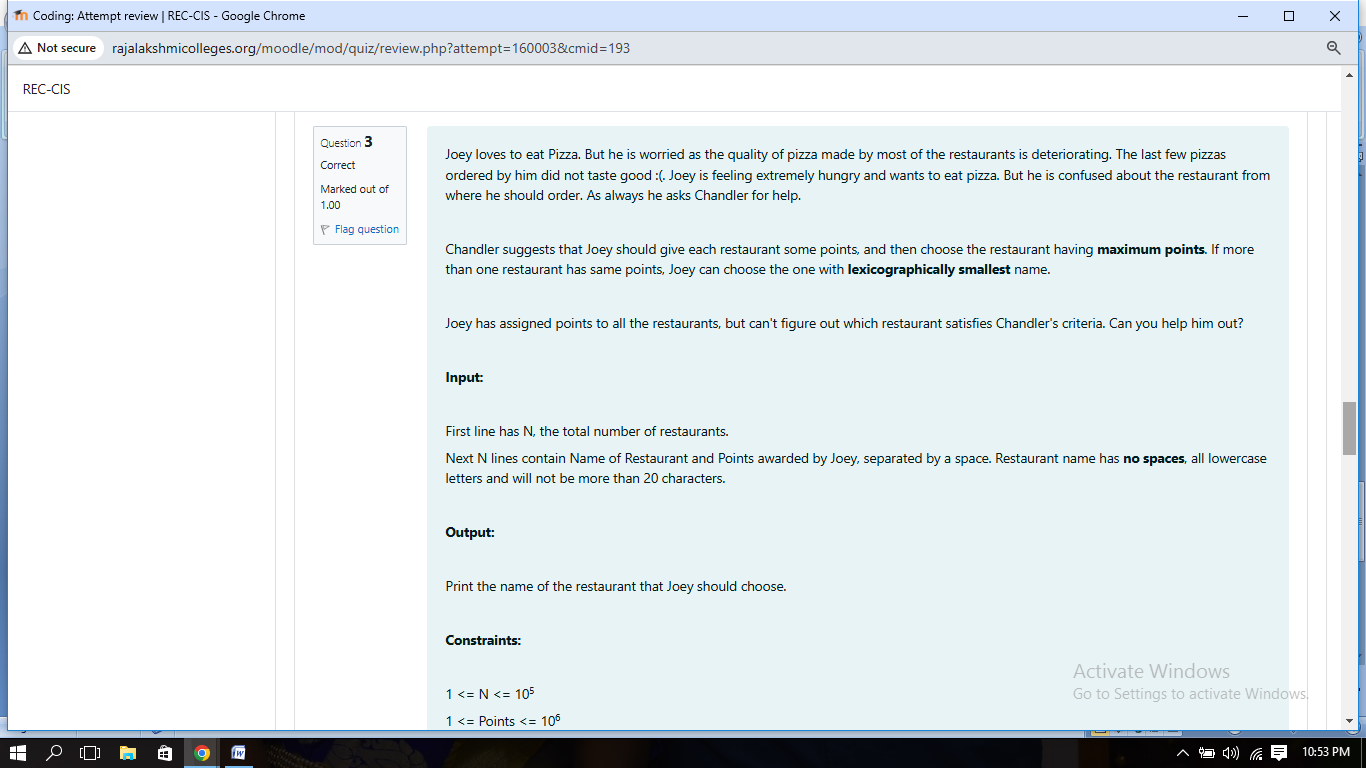 Coding: Attempt review | REC-CIS - Google Chrome
Not secure rajalakshmicolleges.org/moodle/mod/quiz/review.php?attempt=160003&cmid=193
REC-CIS
Question 3
Correct
Marked out of
1.00
Flag question
Joey loves to eat Pizza. But he is worried as the quality of pizza made by most of the restaurants is deteriorating. The last few pizzas
ordered by him did not taste good :(. Joey is feeling extremely hungry and wants to eat pizza. But he is confused about the restaurant from
where he should order. As always he asks Chandler for help.
Chandler suggests that Joey should give each restaurant some points, and then choose the restaurant having maximum points. If more
than one restaurant has same points, Joey can choose the one with lexicographically smallest name.
Joey has assigned points to all the restaurants, but can't figure out which restaurant satisfies Chandler's criteria. Can you help him out?
Input:
First line has N, the total number of restaurants.
Next N lines contain Name of Restaurant and Points awarded by Joey, separated by a space. Restaurant name has no spaces, all lowercase
letters and will not be more than 20 characters.
Output:
Print the name of the restaurant that Joey should choose.
Constraints:
1 <= N <= 10⁵
1 <= Points <= 10⁶
Activate Windows
Go to Settings to activate Windows.
10:53 PM